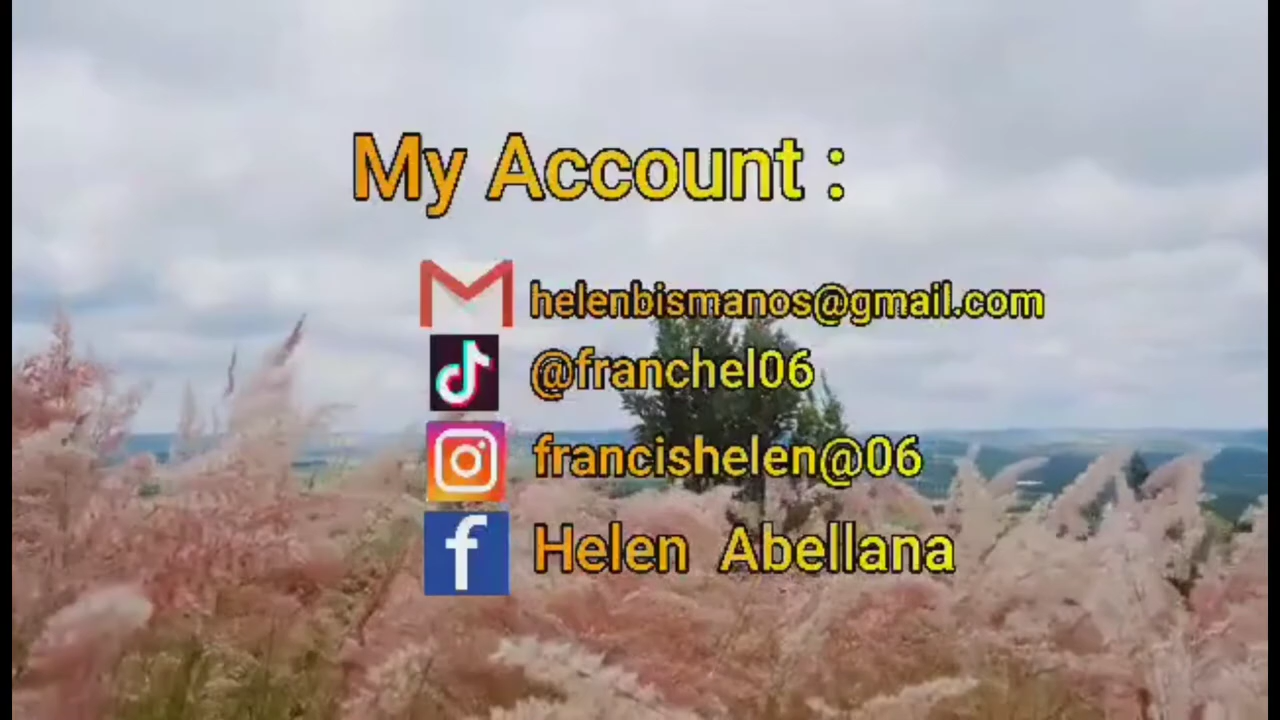 My Account :
helenbismanos@gmail.com
@franchel06
francishelen@06
Helen Abellana